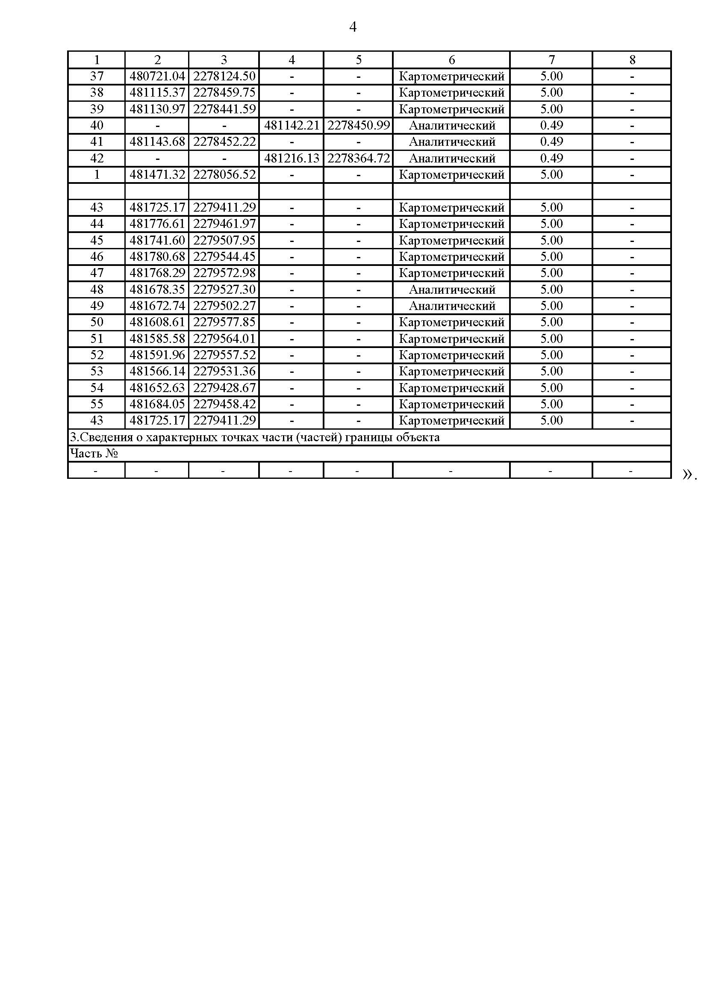 4
1 2 3 4 5 6 7 8
37 480721.04 2278124.50 - - Картометрический 5.00 -
38 481115.37 2278459.75 - - Картометрический 5.00 -
39 481130.97 2278441.59 - - Картометрический 5.00 -
40 - - 481142.21 2278450.99 Аналитический 0.49 -
41 481143.68 2278452.22 - - Аналитический 0.49 -
42 - - 481216.13 2278364.72 Аналитический 0.49 -
1 481471.32 2278056.52 - - Картометрический 5.00 -
43 481725.17 2279411.29 - - Картометрический 5.00 -
44 481776.61 2279461.97 - - Картометрический 5.00 -
45 481741.60 2279507.95 - - Картометрический 5.00 -
46 481780.68 2279544.45 - - Картометрический 5.00 -
47 481768.29 2279572.98 - - Картометрический 5.00 -
48 481678.35 2279527.30 - - Аналитический 5.00 -
49 481672.74 2279502.27 - - Аналитический 5.00 -
50 481608.61 2279577.85 - - Картометрический 5.00 -
51 481585.58 2279564.01 - - Картометрический 5.00 -
52 481591.96 2279557.52 - - Картометрический 5.00 -
53 481566.14 2279531.36 - - Картометрический 5.00 -
54 481652.63 2279428.67 - - Картометрический 5.00 -
55 481684.05 2279458.42 - - Картометрический 5.00 -
43 481725.17 2279411.29 - - Картометрический 5.00 -
3.Сведения о характерных точках части (частей) границы объекта
Часть №
- - - - - - - - ».